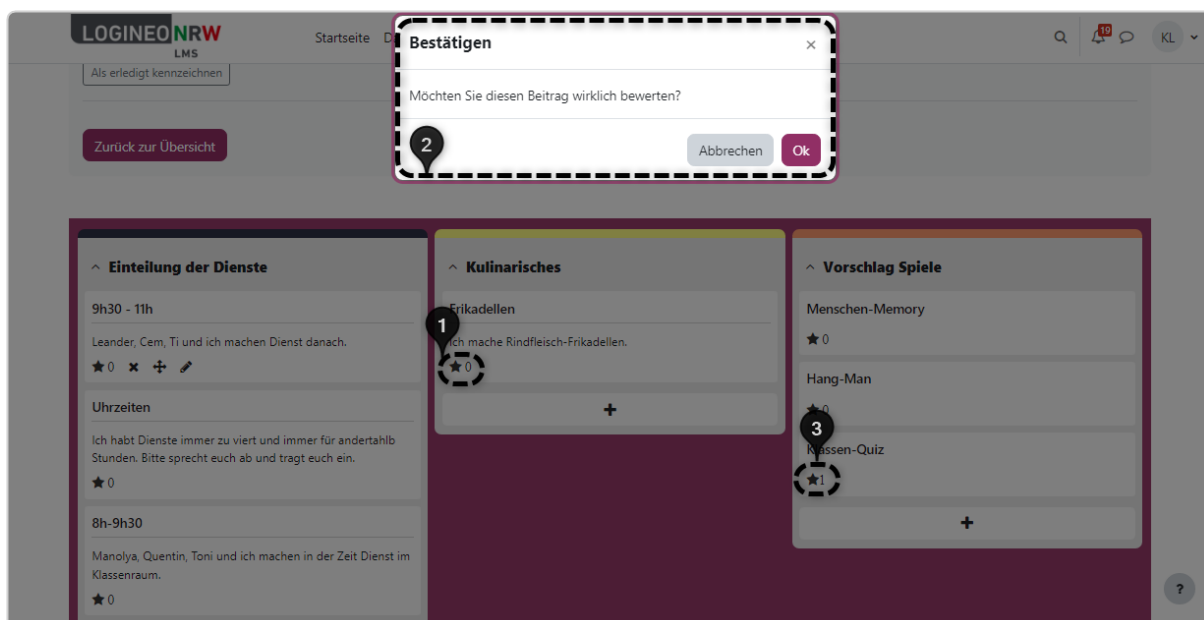 LOGINEO NRW
LMS
Startseite
19
KL
Als erledigt kennzeichnen
Zurück zur Übersicht
Bestätigen
×
Möchten Sie diesen Beitrag wirklich bewerten?
2
Abbrechen
Ok
Einteilung der Dienste
9h30 - 11h
Leander, Cem, Ti und ich machen Dienst danach.
0
Uhrzeiten
Ich habt Dienste immer zu viert und immer für andertahlb
Stunden. Bitte sprecht euch ab und tragt euch ein.
0
8h-9h30
Manolya, Quentin, Toni und ich machen in der Zeit Dienst im
Klassenraum.
0
Kulinarisches
Frikadellen
1
Ich mache Rindfleisch-Frikadellen.
0
+
Vorschlag Spiele
Menschen-Memory
0
Hang-Man
0
3
Klassen-Quiz
1
+
?